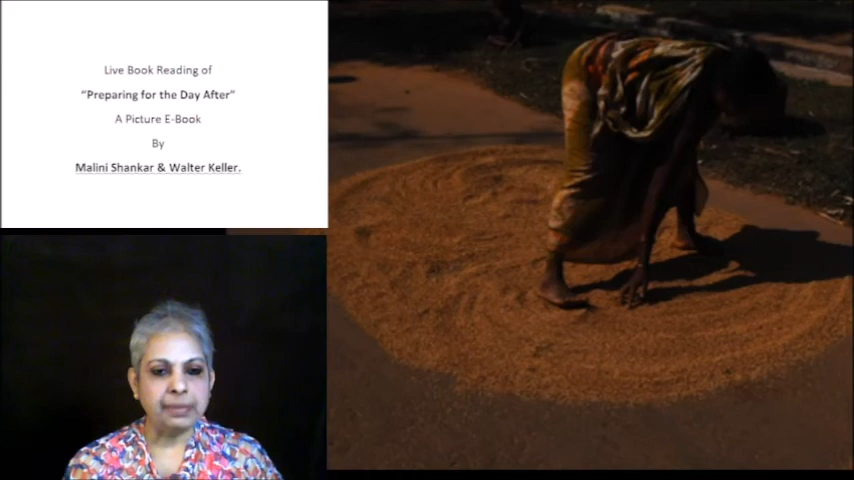 Live Book Reading of
“Preparing for the Day After”
A Picture E-Book
By
Malini Shankar & Walter Keller.